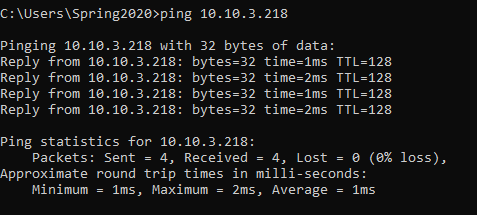 C:\Users\Spring2020>ping 10.10.3.218
Pinging 10.10.3.218 with 32 bytes of data:
Reply from 10.10.3.218: bytes=32 time=1ms TTL=128
Reply from 10.10.3.218: bytes=32 time=2ms TTL=128
Reply from 10.10.3.218: bytes=32 time=1ms TTL=128
Reply from 10.10.3.218: bytes=32 time=2ms TTL=128
Ping statistics for 10.10.3.218:
    Packets: Sent = 4, Received = 4, Lost = 0 (0% loss),
Approximate round trip times in milli-seconds:
    Minimum = 1ms, Maximum = 2ms, Average = 1ms